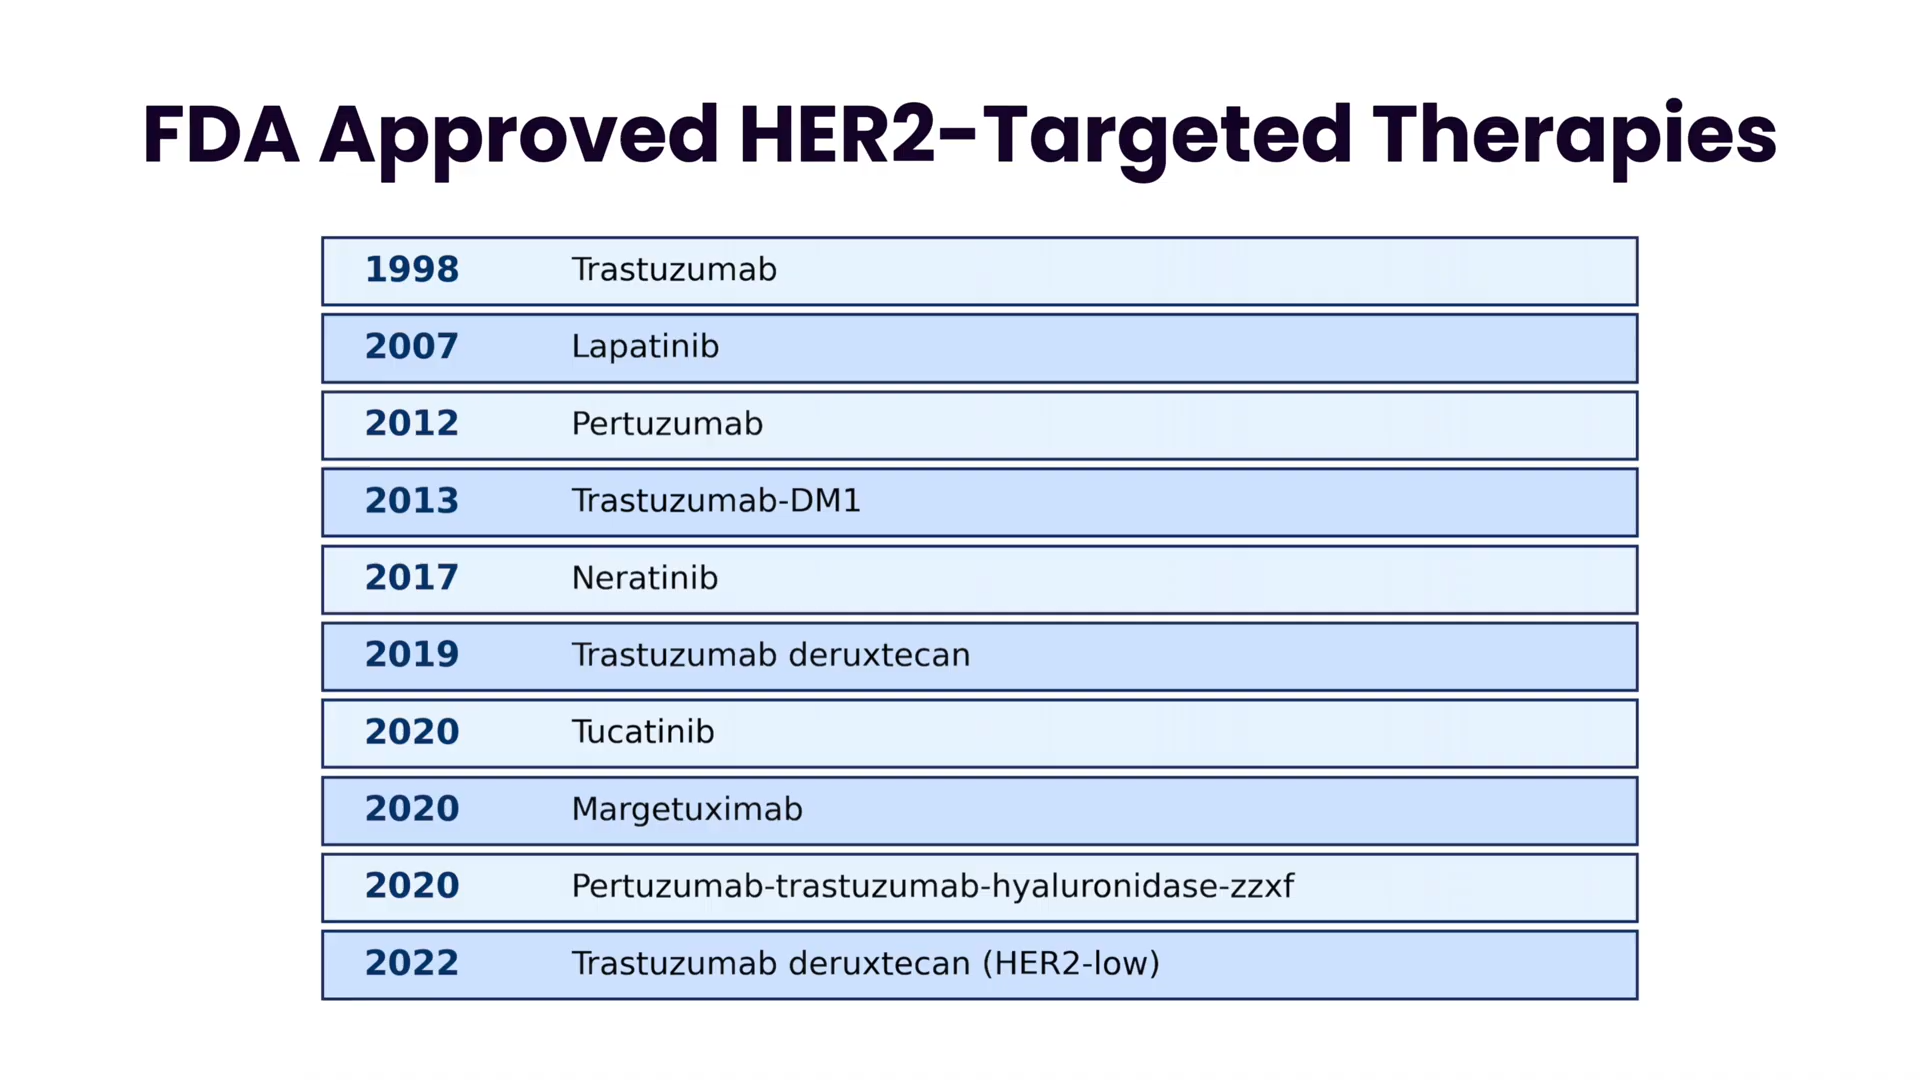 FDA Approved HER2-Targeted Therapies
1998 Trastuzumab
2007 Lapatinib
2012 Pertuzumab
2013 Trastuzumab-DM1
2017 Neratinib
2019 Trastuzumab deruxtecan
2020 Tucatinib
2020 Margetuximab
2020 Pertuzumab-trastuzumab-hyaluronidase-zzxf
2022 Trastuzumab deruxtecan (HER2-low)